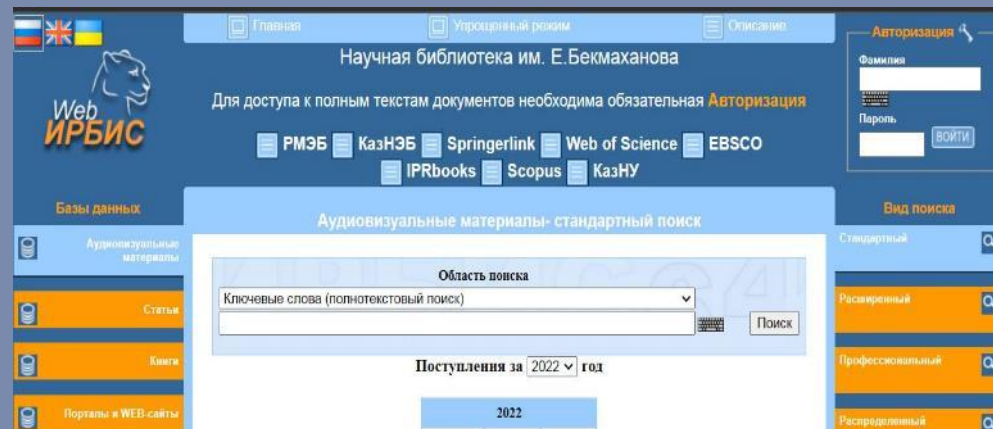 Главная Упрощенный режим Описание
Научная библиотека им. Е.Бекмаханова
Для доступа к полным текстам документов необходима обязательная Авторизация
РМЭБ КазНЭБ Springerlink Web of Science EBSCO
IPRbooks Scopus КазНУ
Web
ИРБИС
Авторизация
Фамилия
Пароль
ВОЙТИ
Базы данных
Аудиовизуальные
материалы
Статьи
Книги
Порталы и WEB-сайты
Аудиовизуальные материалы- стандартный поиск
Область поиска
Ключевые слова (полнотекстовый поиск)
Поиск
Поступления за 2022 год
2022
Вид поиска
Стандартный
Расширенный
Профессиональный
Распределенный